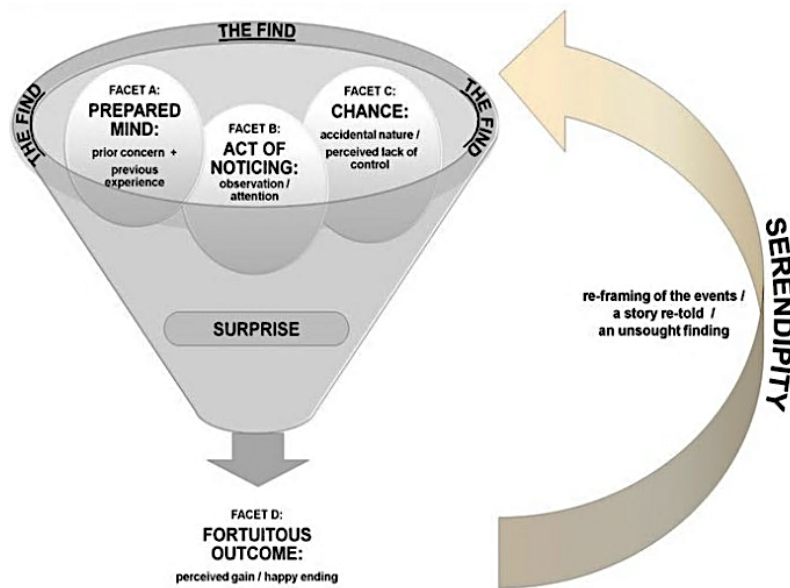 THE FIND
THE FIND
THE FIND
FACET A:
PREPARED
MIND:
prior concern +
previous
experience
FACET B:
ACT OF
NOTICING:
observation /
attention
FACET C:
CHANCE:
accidental nature /
perceived lack of
control
SURPRISE
FACET D:
FORTUITOUS
OUTCOME:
perceived gain / happy ending
re-framing of the events /
a story re-told /
an unsought finding
SERENDIPITY